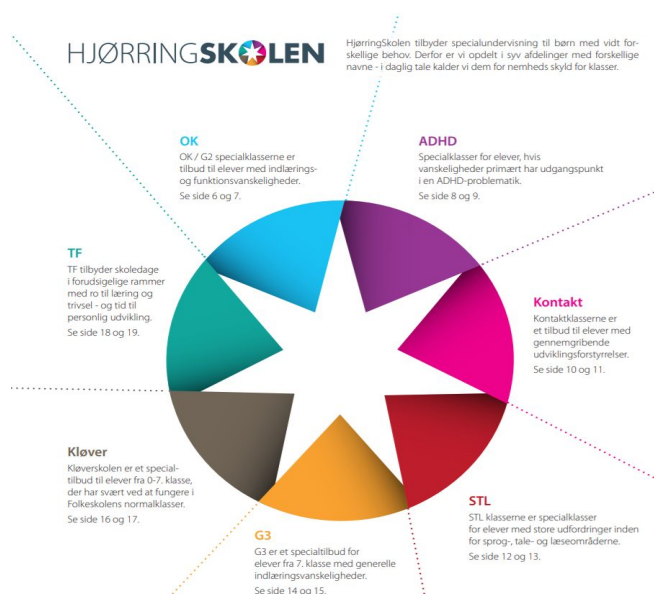 HJØRRINGSKOLEN
HjørringSkolen tilbyder specialundervisning til børn med vidt for-
skellige behov. Derfor er vi opdelt i syv afdelinger med forskellige
navne - i daglig tale kalder vi dem for nemheds skyld for klasser.
OK
OK / G2 specialklasserne er
tilbud til elever med indlærings-
og funktionsvanskeligheder.
Se side 6 og 7.
ADHD
Specialklasser for elever, hvis
vanskeligheder primært har udgangspunkt
i en ADHD-problematik.
Se side 8 og 9.
TF
TF tilbyder skoledage
i forudsigelige rammer
med ro til læring og
trivsel - og tid til
personlig udvikling.
Se side 18 og 19.
Kontakt
Kontaktklasserne er
et tilbud til elever med
gennemgribende
udviklingsforstyrrelser.
Se side 10 og 11.
Kløver
Kløverskolen er et special-
tilbud til elever fra 0-7. klasse,
der har svært ved at fungere i
Folkeskolens normalklasser.
Se side 16 og 17.
STL
STL klasserne er specialklasser
for elever med store udfordringer inden
for sprog-, tale- og læseområderne.
Se side 12 og 13.
G3
G3 er et specialtilbud for
elever fra 7. klasse med generelle
indlæringsvanskeligheder.
Se side 14 og 15.